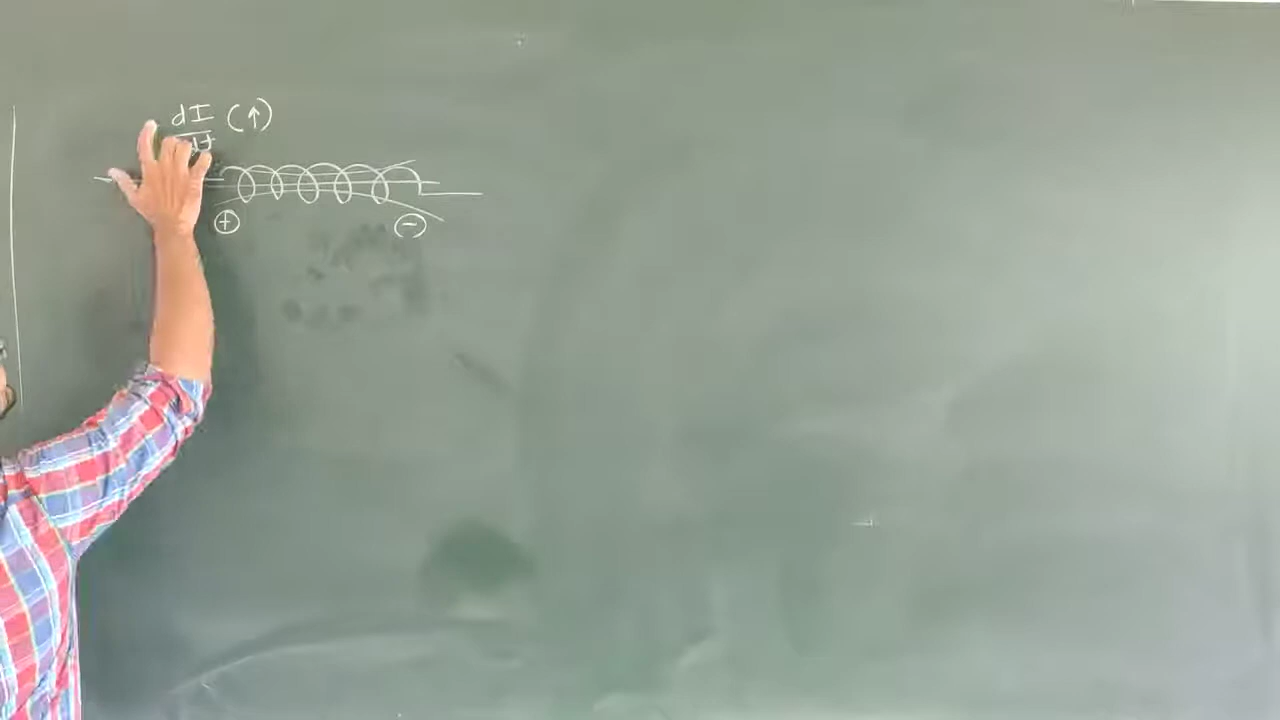 dI (↑)
dt
⊕ ⊖